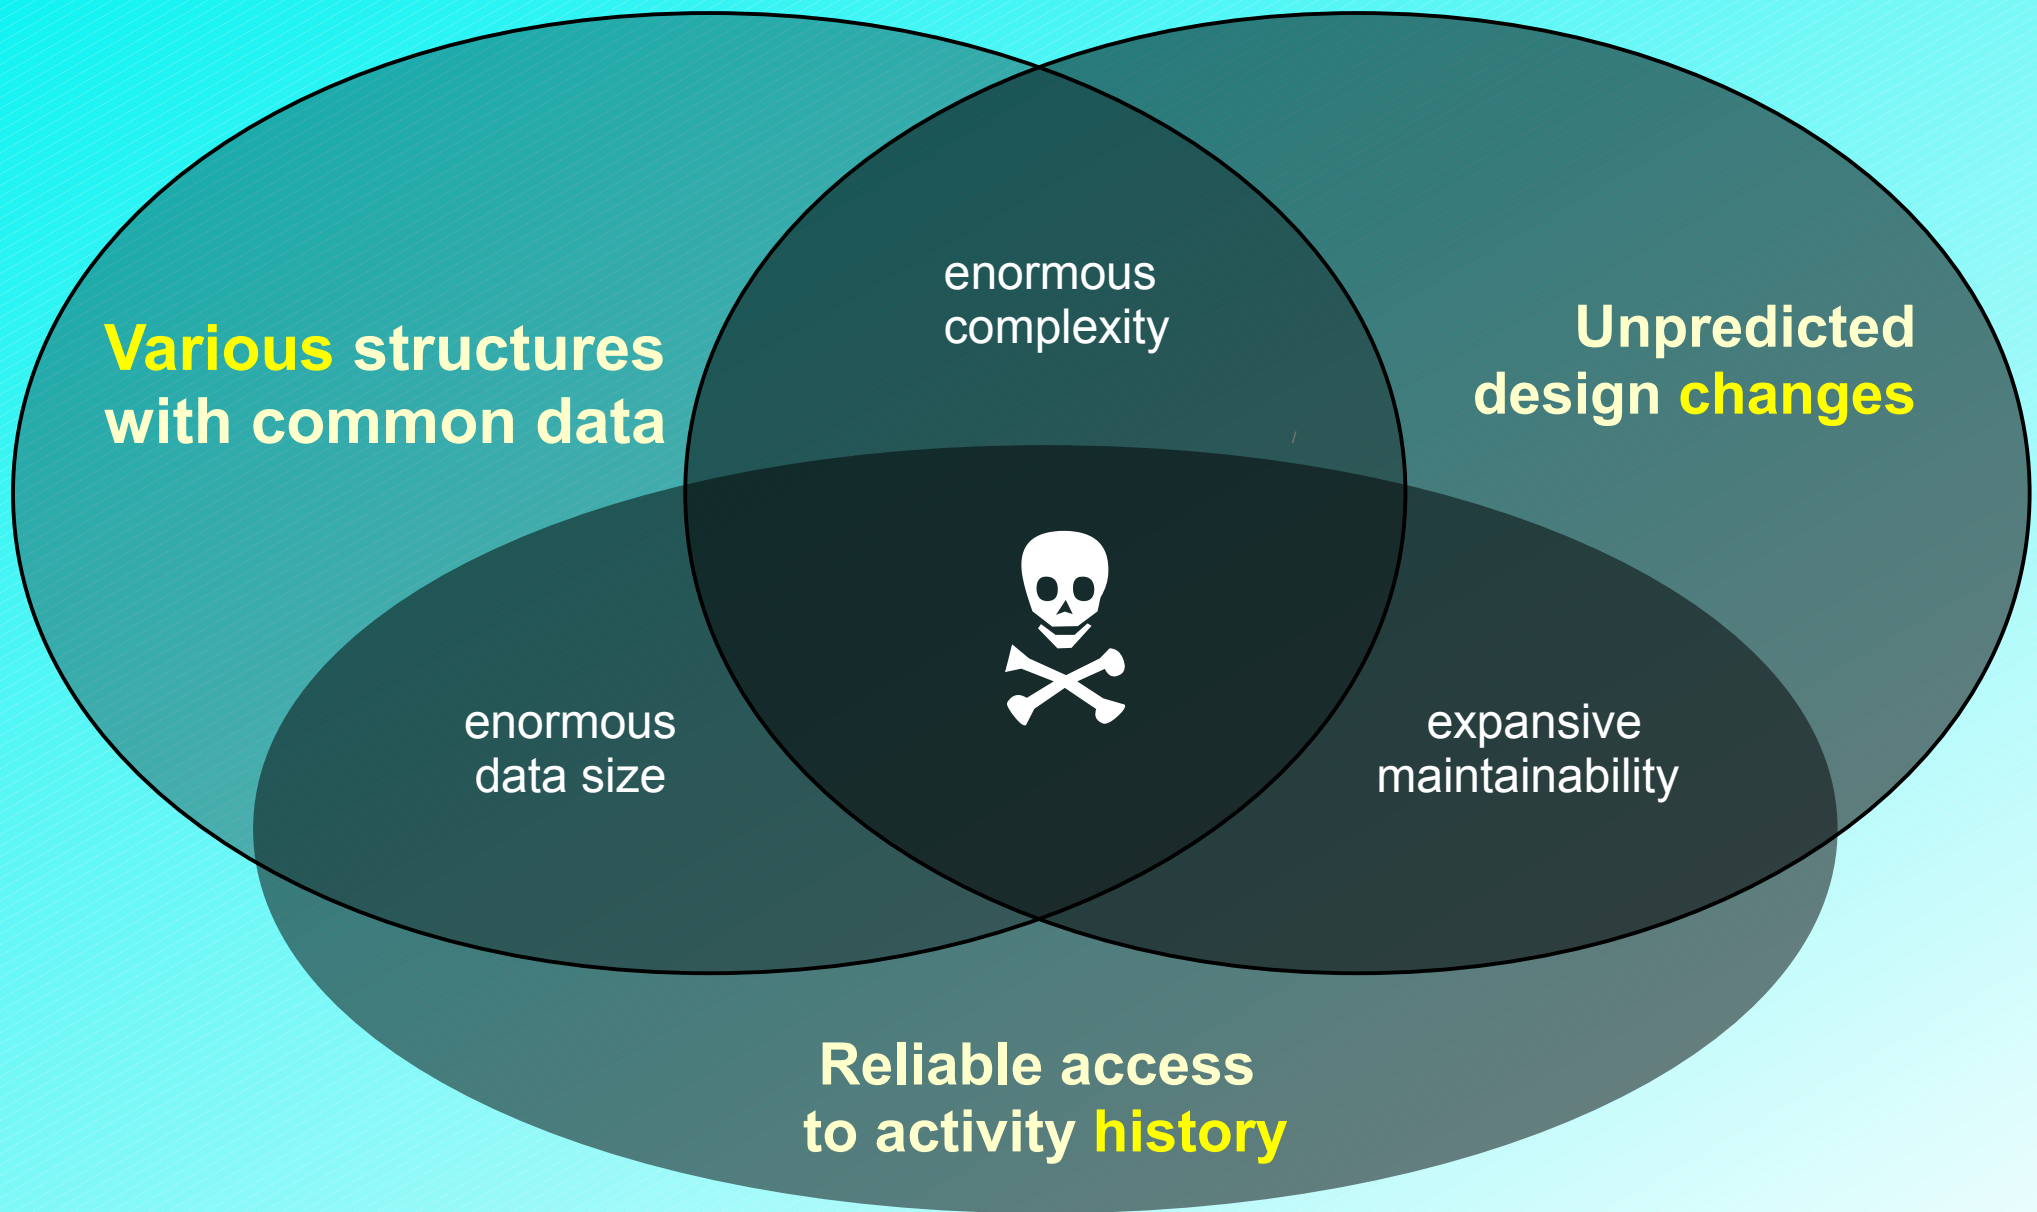 enormous
complexity
Various structures
with common data
Unpredicted
design changes
enormous
data size
expansive
maintainability
Reliable access
to activity history